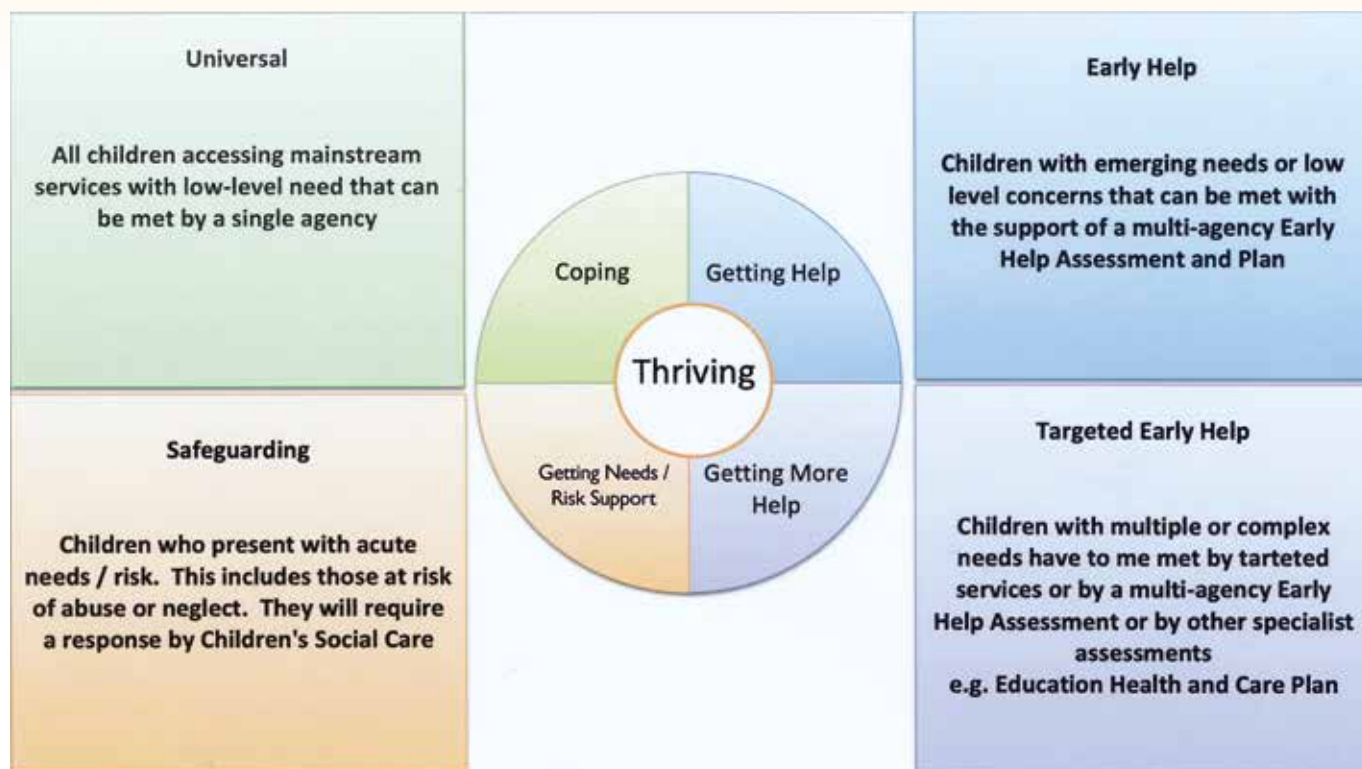 Universal
All children accessing mainstream
services with low-level need that can
be met by a single agency
Early Help
Children with emerging needs or low
level concerns that can be met with
the support of a multi-agency Early
Help Assessment and Plan
Coping
Getting Help
Thriving
Getting Needs /
Risk Support
Getting More
Help
Safeguarding
Children who present with acute
needs / risk. This includes those at risk
of abuse or neglect. They will require
a response by Children's Social Care
Targeted Early Help
Children with multiple or complex
needs have to me met by tarteted
services or by a multi-agency Early
Help Assessment or by other specialist
assessments
e.g. Education Health and Care Plan